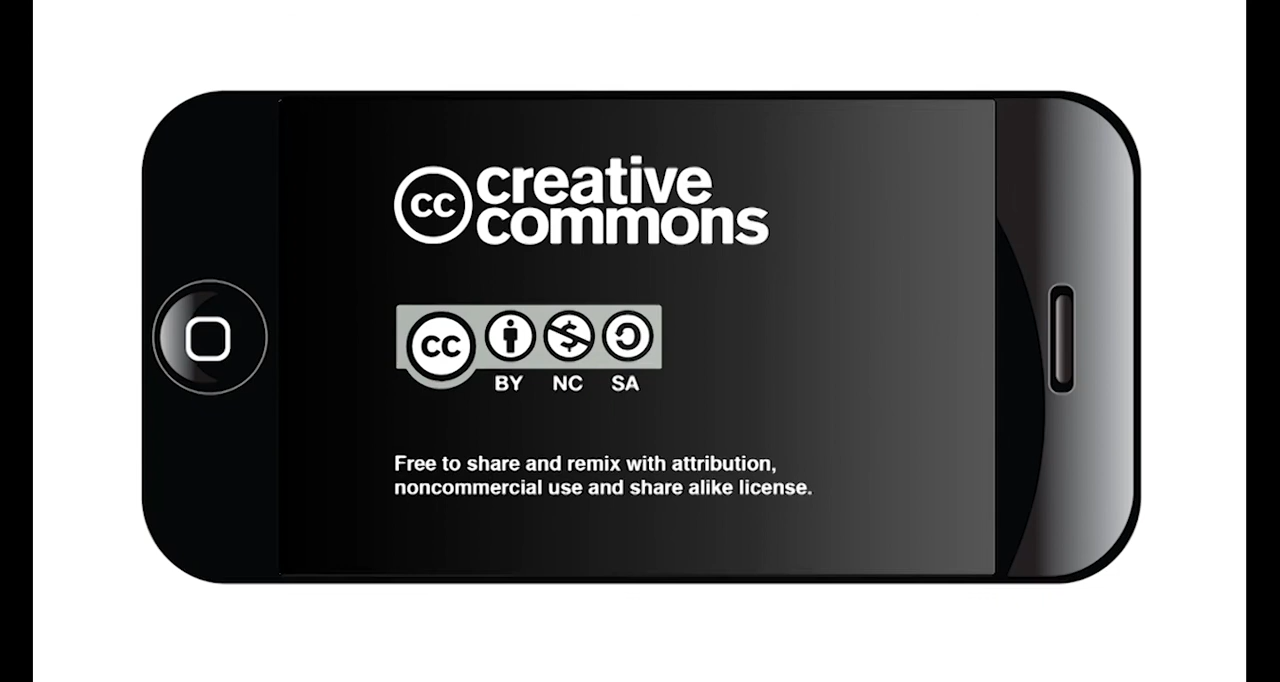 cc creative
commons
cc
BY NC SA
Free to share and remix with attribution,
noncommercial use and share alike license.